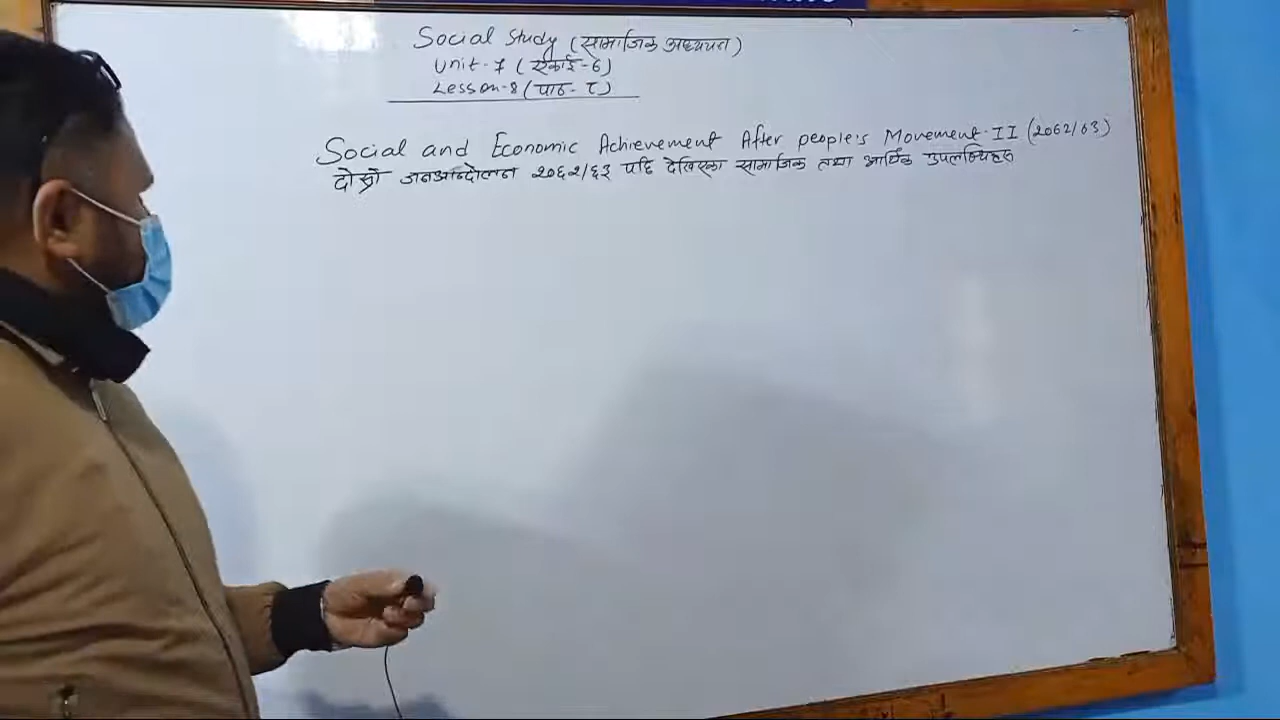 Social Study (सामाजिक अध्ययन)
Unit-7 (एकाई-७)
Lesson-8 (पाठ-८)
Social and Economic Achievement After people's Movement-II (2062/63)
दोस्रो जनआन्दोलन २०६२/६३ पछि देखिएका सामाजिक तथा आर्थिक उपलब्धिहरु